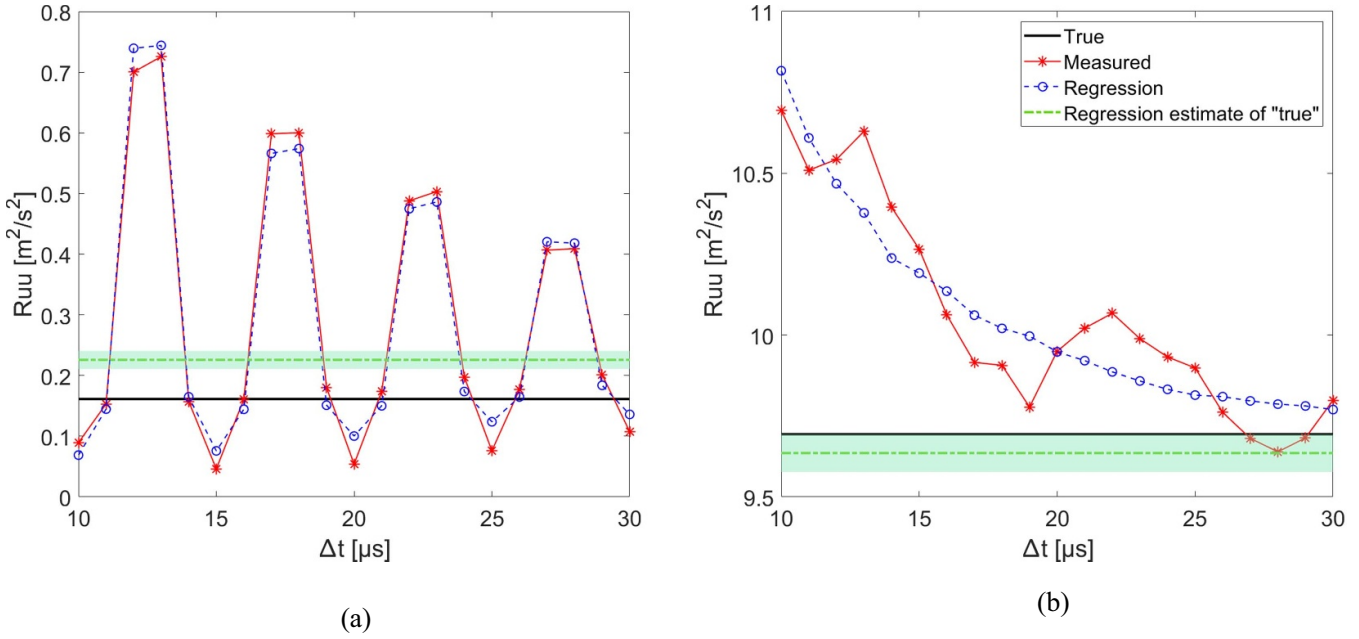 0.8
0.7
0.6
0.5
0.4
0.3
0.2
0.1
0
Ruu [m²/s²]
10 15 20 25 30
Δt [µs]
(a)
11
10.5
10
9.5
Ruu [m²/s²]
True
Measured
Regression
Regression estimate of "true"
10 15 20 25 30
Δt [µs]
(b)